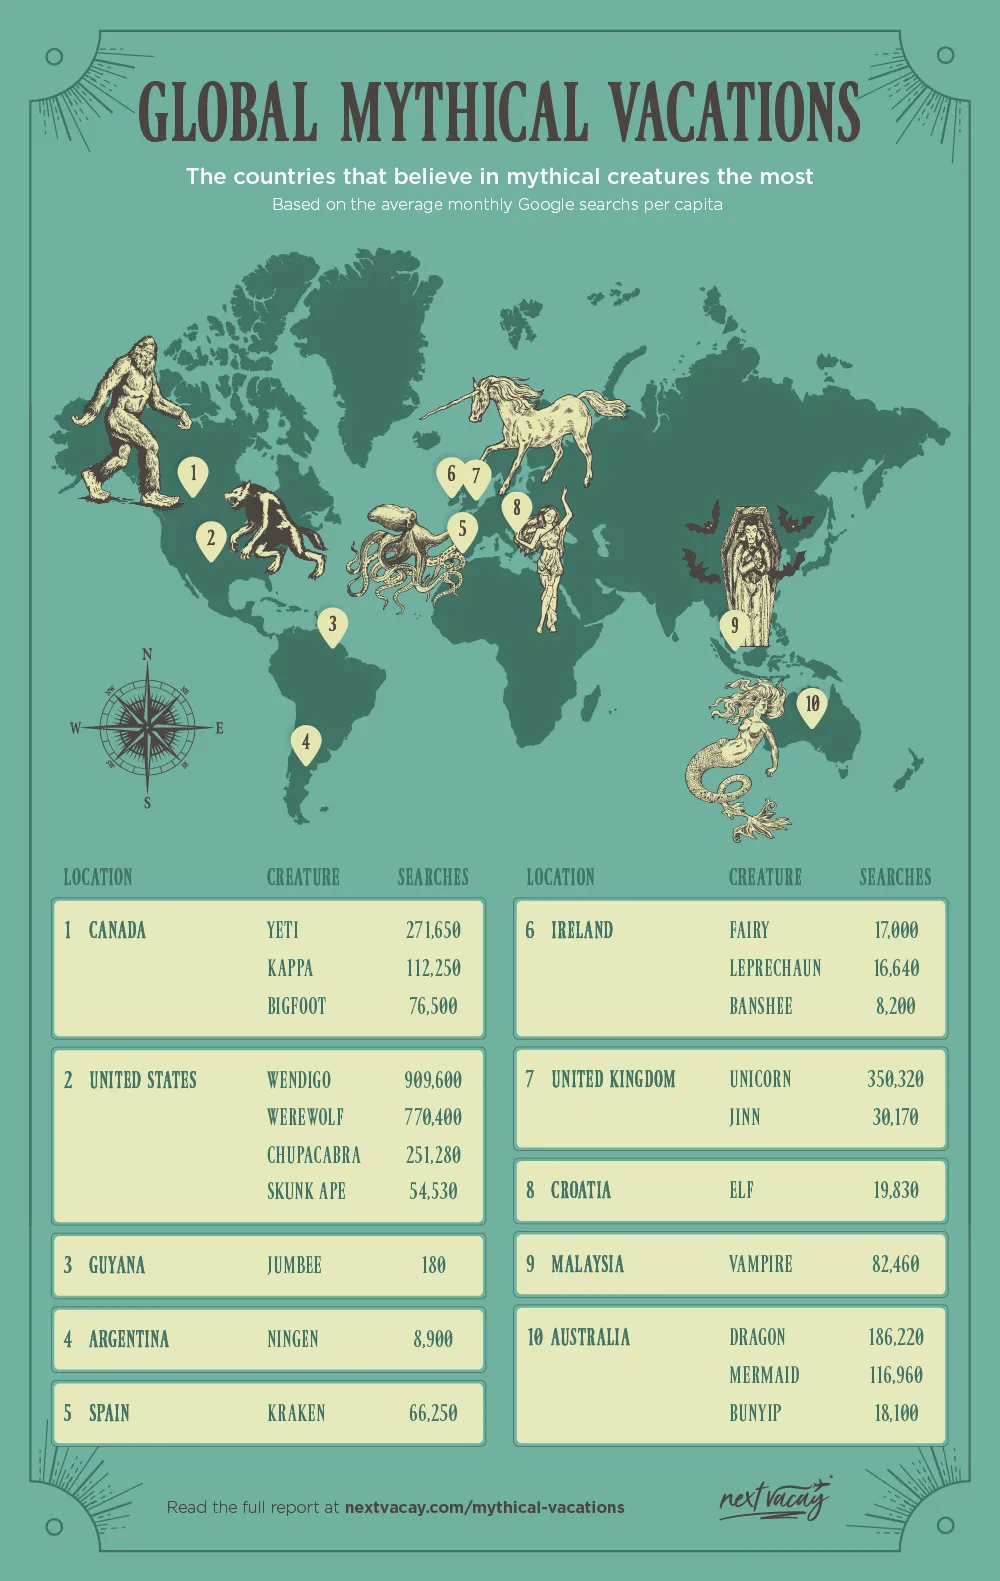 GLOBAL MYTHICAL VACATIONS
The countries that believe in mythical creatures the most
Based on the average monthly Google searchs per capita
1
2
3
4
5
6
7
8
9
10
N
NE
E
SE
S
SW
W
NW
LOCATION CREATURE SEARCHES
1 CANADA YETI 271,650
KAPPA 112,250
BIGFOOT 76,500
2 UNITED STATES WENDIGO 909,600
WEREWOLF 770,400
CHUPACABRA 251,280
SKUNK APE 54,530
3 GUYANA JUMBEE 180
4 ARGENTINA NINGEN 8,900
5 SPAIN KRAKEN 66,250
LOCATION CREATURE SEARCHES
6 IRELAND FAIRY 17,000
LEPRECHAUN 16,640
BANSHEE 8,200
7 UNITED KINGDOM UNICORN 350,320
JINN 30,170
8 CROATIA ELF 19,830
9 MALAYSIA VAMPIRE 82,460
10 AUSTRALIA DRAGON 186,220
MERMAID 116,960
BUNYIP 18,100
Read the full report at nextvacay.com/mythical-vacations
next vacay